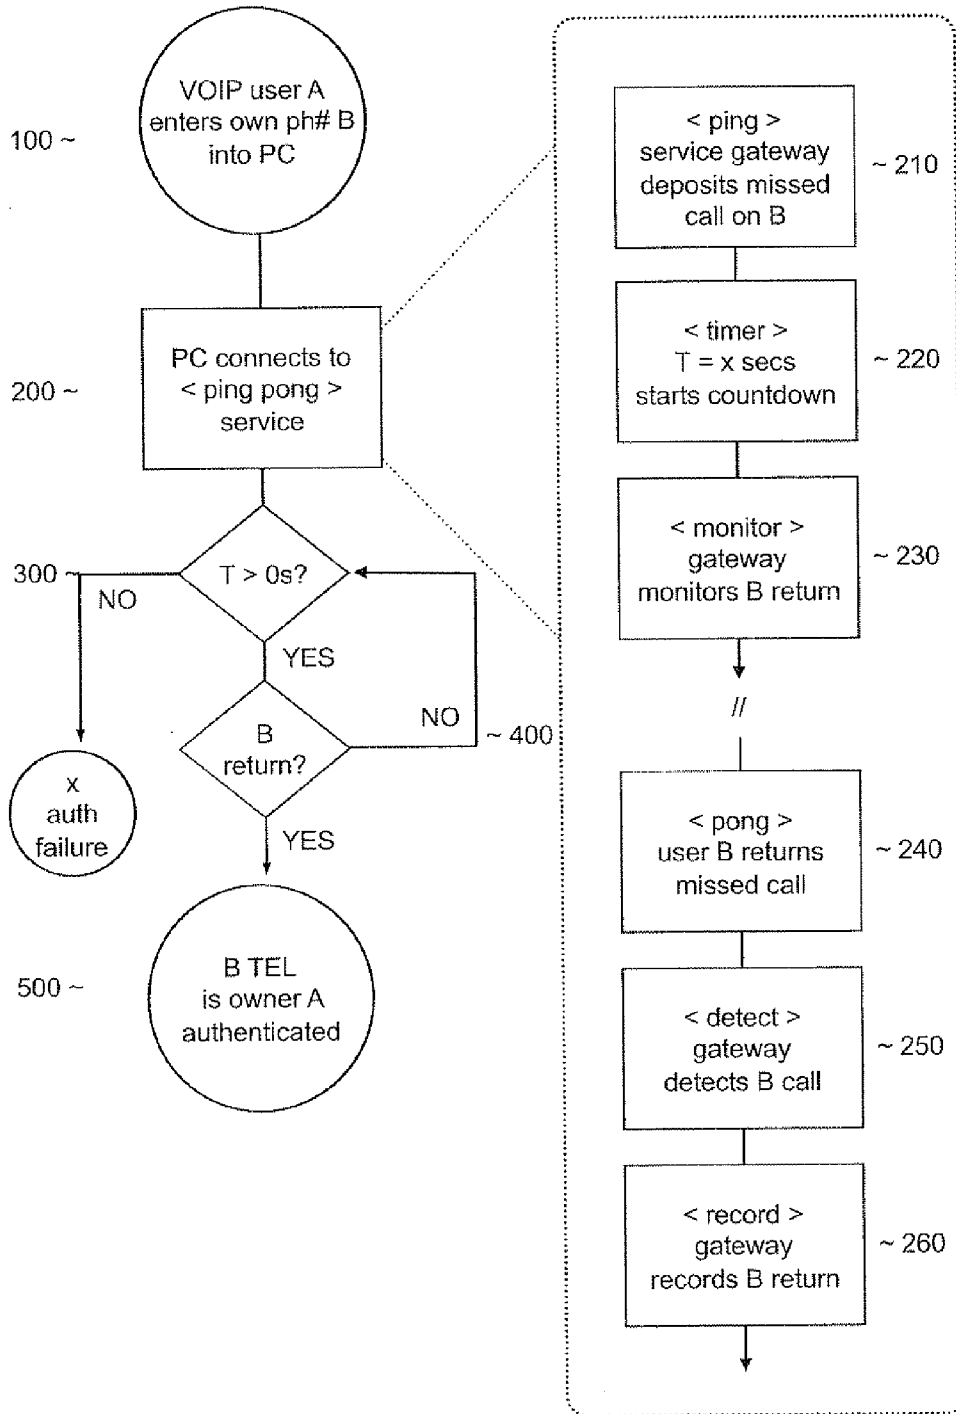 VOIP user A
enters own ph# B
into PC
100 ~
PC connects to
< ping pong >
service
200 ~
T > 0s?
300 ~
NO
YES
B
return?
NO
~ 400
YES
x
auth
failure
B TEL
is owner A
authenticated
500 ~
< ping >
service gateway
deposits missed
call on B
~ 210
< timer >
T = x secs
starts countdown
~ 220
< monitor >
gateway
monitors B return
~ 230
//
< pong >
user B returns
missed call
~ 240
< detect >
gateway
detects B call
~ 250
< record >
gateway
records B return
~ 260